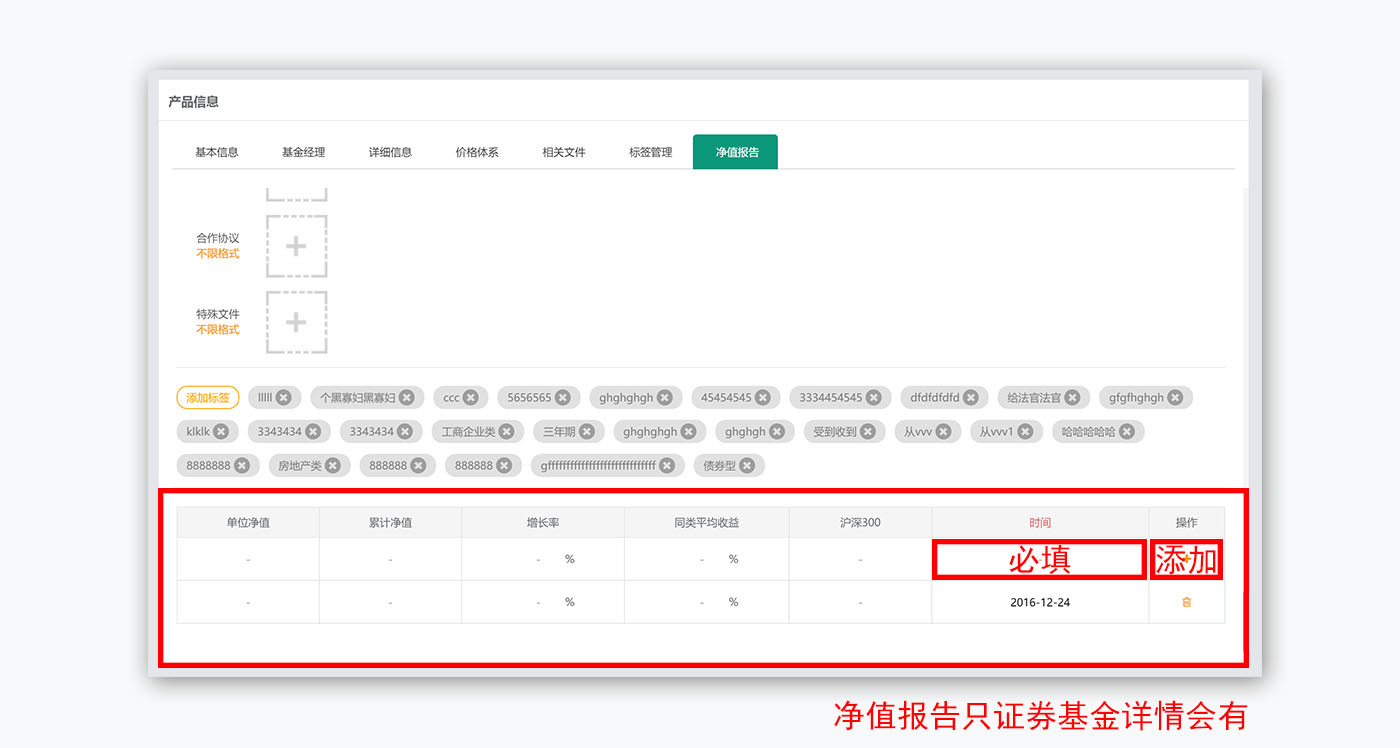 产品信息
基本信息 基金经理 详细信息 价格体系 相关文件 标签管理 净值报告
合作协议
不限格式
特殊文件
不限格式
添加标签 lllll 个黑寡妇黑寡妇 ccc 5656565 ghghghgh 45454545 3334454545 dfdfdfdfd 给法官法官 gfgfhghgh
klklk 3343434 3343434 工商企业类 三年期 ghghghgh ghghgh 受到收到 从vvv 从vvv1 哈哈哈哈哈
8888888 房地产类 888888 888888 gffffffffffffffffffffffffffffff 债券型
单位净值 累计净值 增长率 同类平均收益 沪深300 时间 操作
- - - % - % - 必填 添加
- - - % - % - 2016-12-24
净值报告只证券基金详情会有